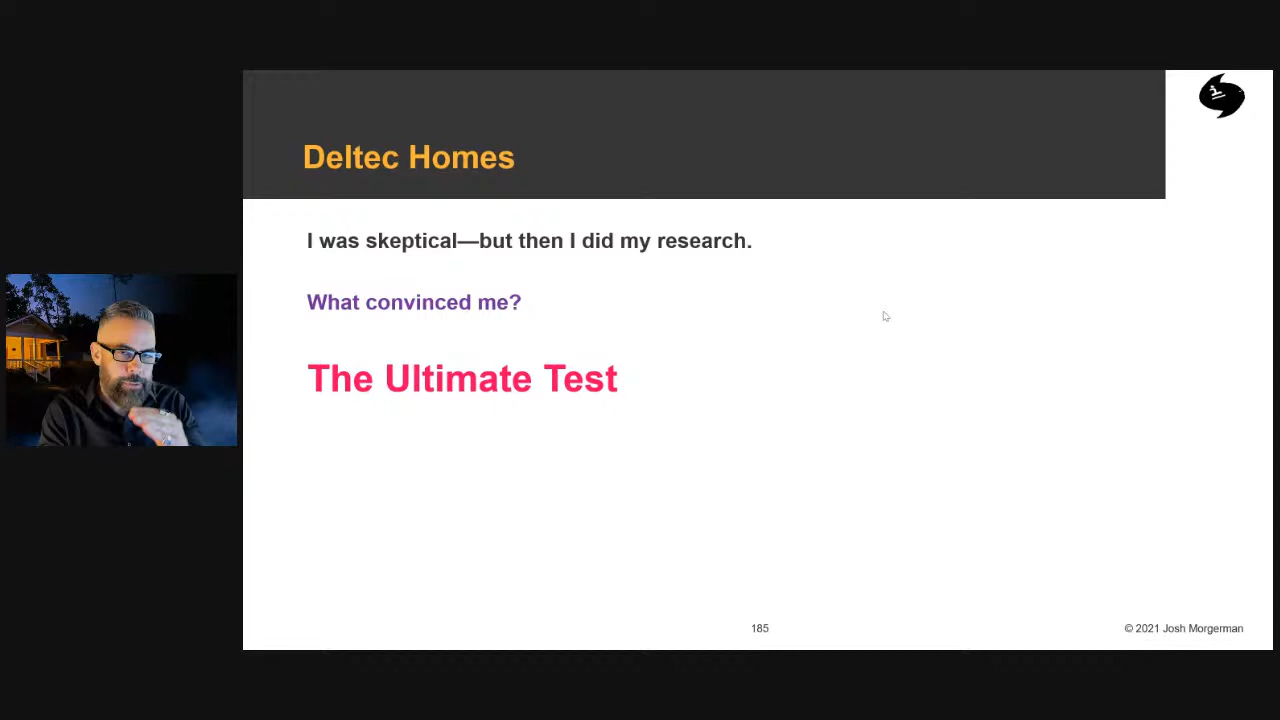 Deltec Homes
I was skeptical—but then I did my research.
What convinced me?
The Ultimate Test
185
© 2021 Josh Morgerman